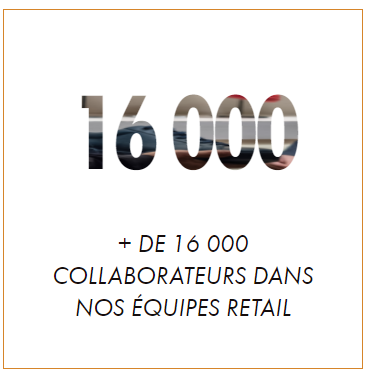 16 000
+ DE 16 000
COLLABORATEURS DANS
NOS ÉQUIPES RETAIL